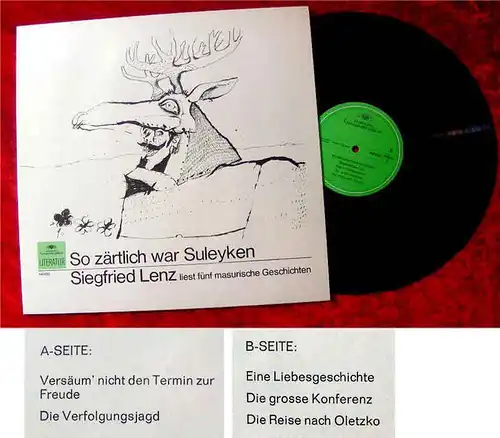 LITERATUR
So zärtlich war Suleyken
Siegfried Lenz liest fünf masurische Geschichten
A-SEITE:
Versäum' nicht den Termin zur
Freude
Die Verfolgungsjagd
B-SEITE:
Eine Liebesgeschichte
Die grosse Konferenz
Die Reise nach Oletzko